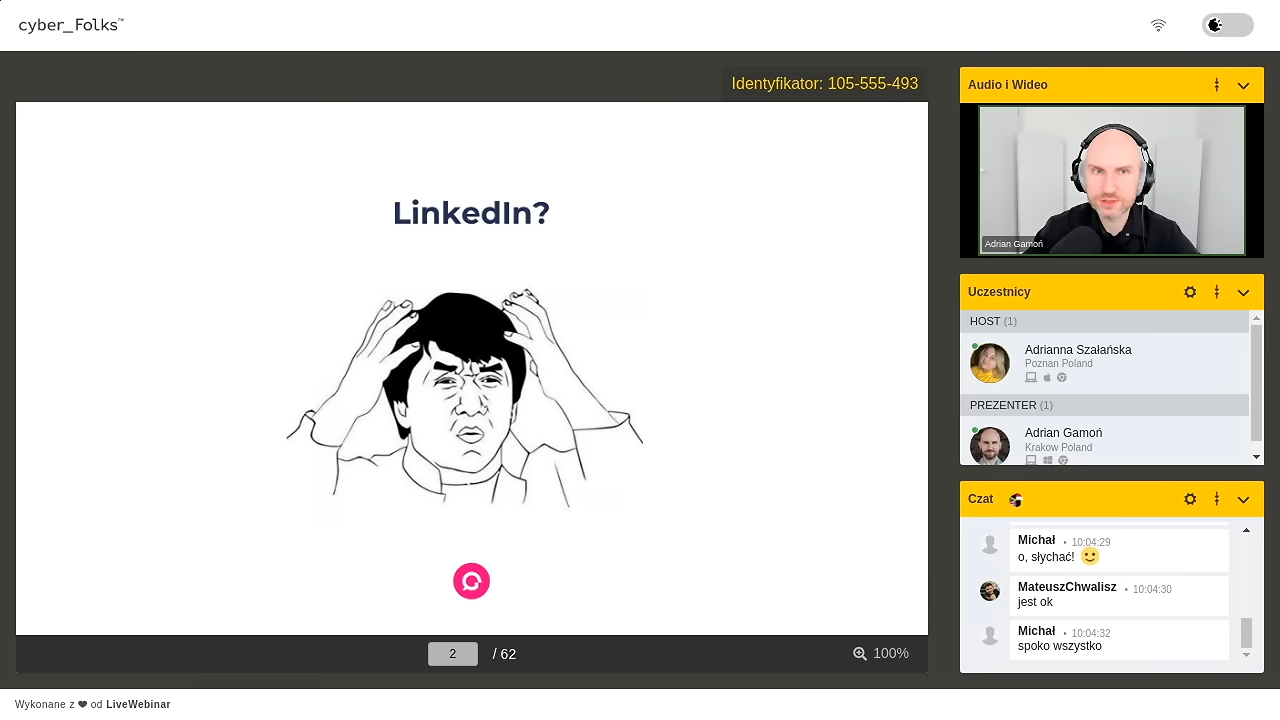 cyber_Folks™
Identyfikator: 105-555-493
LinkedIn?
2 / 62
100%
Audio i Wideo
Adrian Gamoń
Uczestnicy
HOST (1)
Adrianna Szałańska
Poznan Poland
PREZENTER (1)
Adrian Gamoń
Krakow Poland
Czat
Michał • 10:04:29
o, słychać!
MateuszChwalisz • 10:04:30
jest ok
Michał • 10:04:32
spoko wszystko
Wykonane z ❤ od LiveWebinar